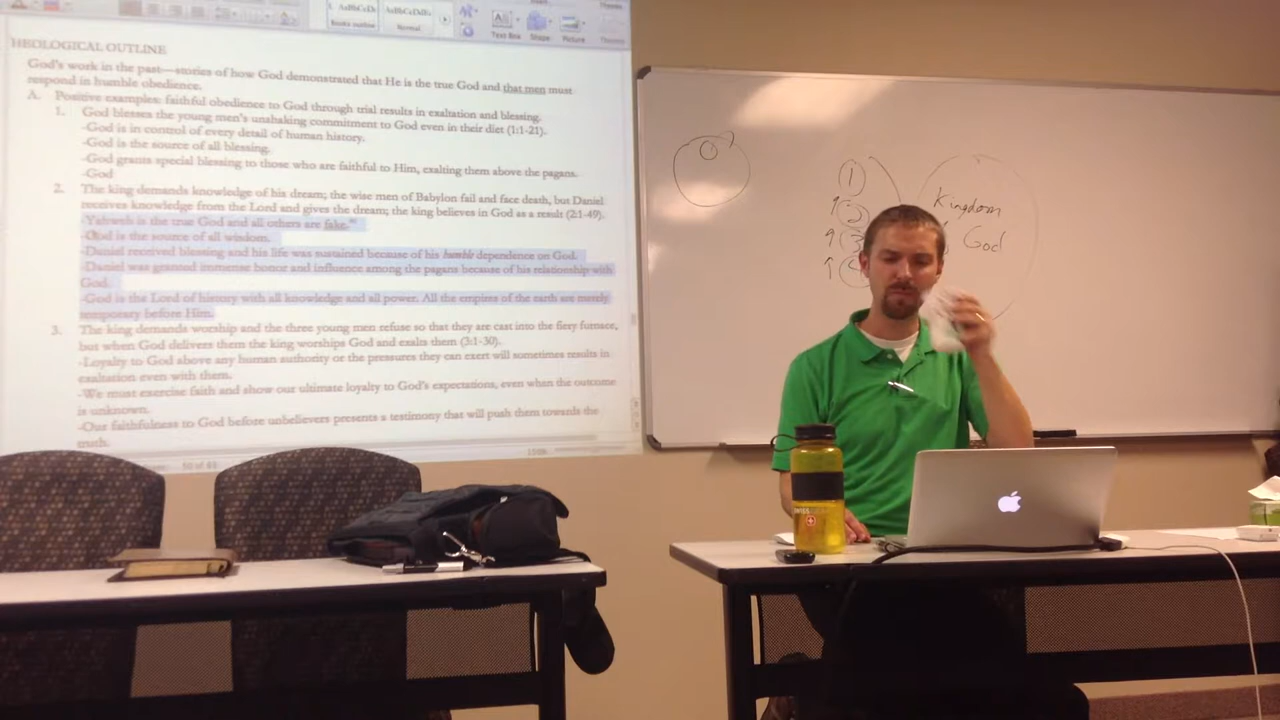 AaBbCcDc
AaBbCcDdEe
Books outline
Normal
Text Box
Shape
Picture
Themes
HEOLOGICAL OUTLINE
God's work in the past—stories of how God demonstrated that He is the true God and that men must
respond in humble obedience.
A. Positive examples: faithful obedience to God through trial results in exaltation and blessing.
1. God blesses the young men's unshaking commitment to God even in their diet (1:1-21).
-God is in control of every detail of human history.
-God is the source of all blessing.
-God grants special blessing to those who are faithful to Him, exalting them above the pagans.
-God
2. The king demands knowledge of his dream; the wise men of Babylon fail and face death, but Daniel
receives knowledge from the Lord and gives the dream; the king believes in God as a result (2:1-49).
-Yahweh is the true God and all others are fake.
-God is the source of all wisdom.
-Daniel received blessing and his life was sustained because of his humble dependence on God.
-Daniel was granted immense honor and influence among the pagans because of his relationship with
God.
-God is the Lord of history with all knowledge and all power. All the empires of the earth are merely
temporary before Him.
3. The king demands worship and the three young men refuse so that they are cast into the fiery furnace,
but when God delivers them the king worships God and exalts them (3:1-30).
-Loyalty to God above any human authority or the pressures they can exert will sometimes results in
exaltation even with them.
-We must exercise faith and show our ultimate loyalty to God's expectations, even when the outcome
is unknown.
-Our faithfulness to God before unbelievers presents a testimony that will push them towards the
truth.
150%
1
2
3
Kingdom
God